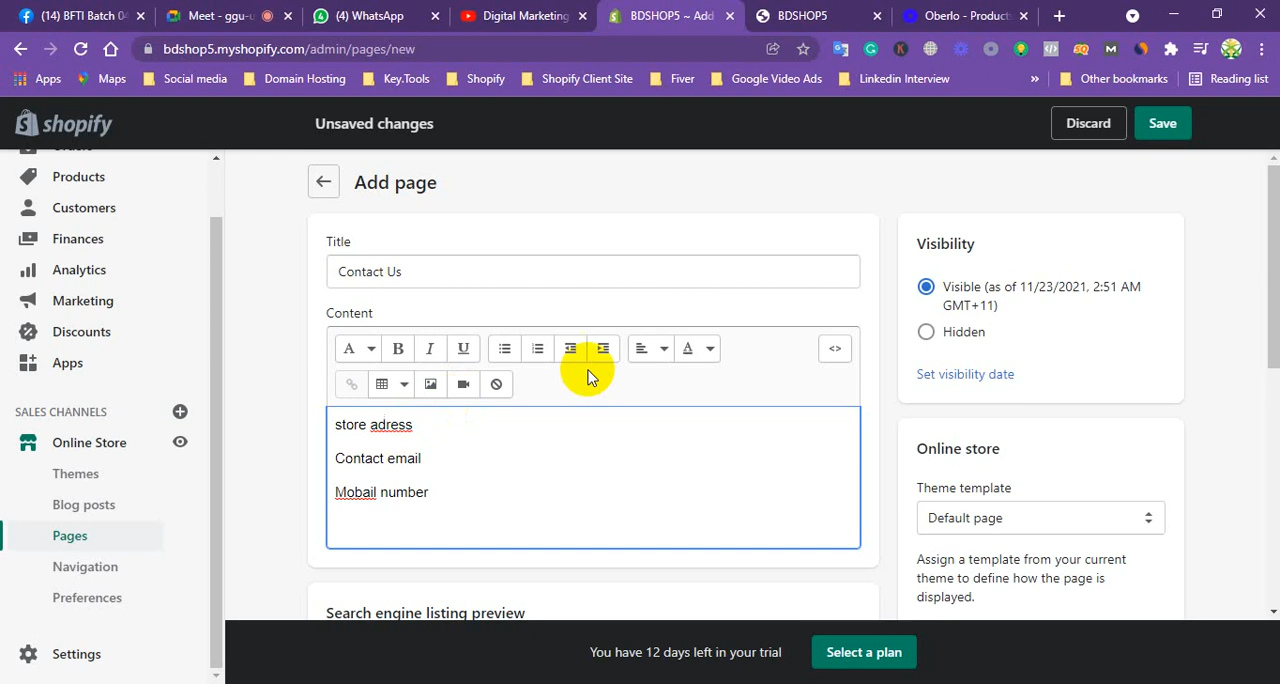 (14) BFTI Batch 04
Meet - ggu-u
(4) WhatsApp
Digital Marketing
BDSHOP5 ~ Add
BDSHOP5
Oberlo - Products
bdshop5.myshopify.com/admin/pages/new
Apps
Maps
Social media
Domain Hosting
Key.Tools
Shopify
Shopify Client Site
Fiver
Google Video Ads
Linkedin Interview
»
Other bookmarks
Reading list
shopify
Unsaved changes
Discard
Save
Products
Customers
Finances
Analytics
Marketing
Discounts
Apps
SALES CHANNELS
Online Store
Themes
Blog posts
Pages
Navigation
Preferences
Settings
Add page
Title
Contact Us
Content
A B I U
A
<>
store adress
Contact email
Mobail number
Search engine listing preview
Visibility
Visible (as of 11/23/2021, 2:51 AM
GMT+11)
Hidden
Set visibility date
Online store
Theme template
Default page
Assign a template from your current
theme to define how the page is
displayed.
You have 12 days left in your trial
Select a plan